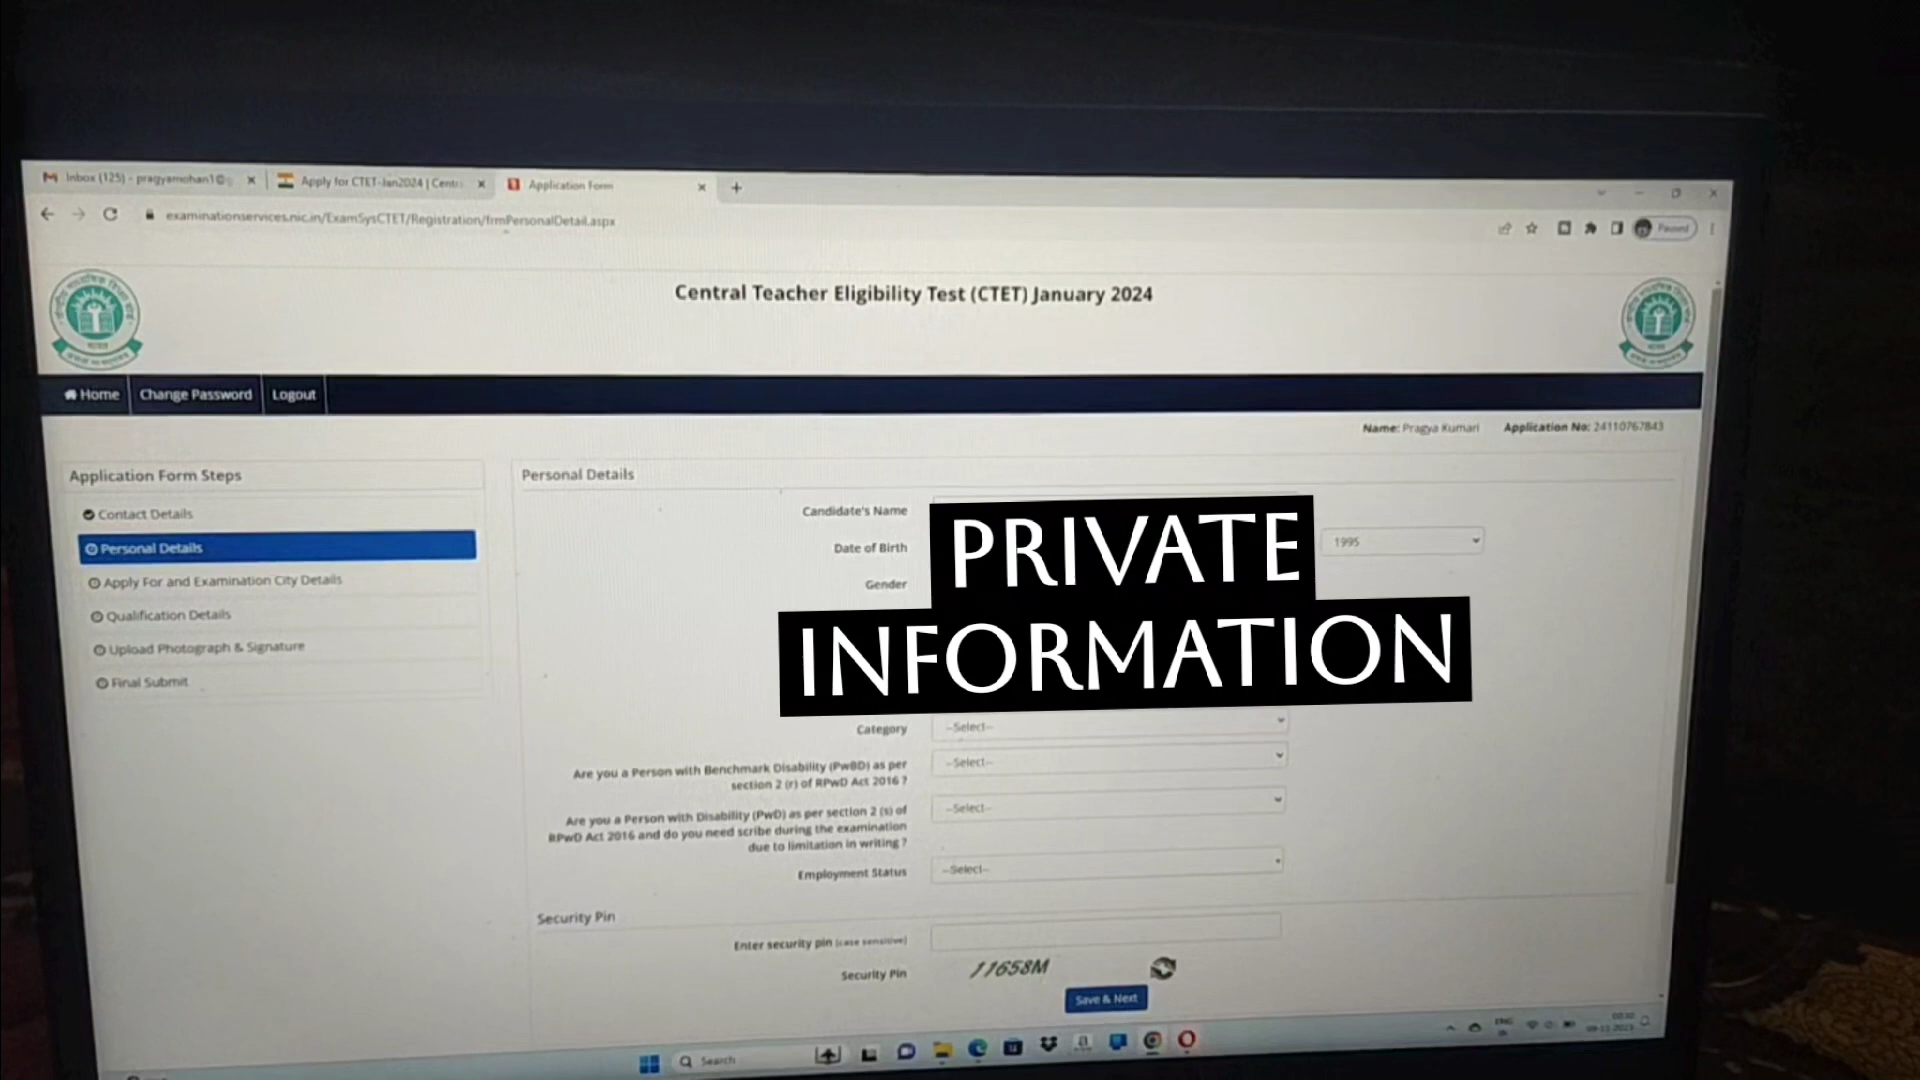 Inbox (125) - pragyamohan1@g
Apply for CTET-Jan2024 | Centr
Application Form
examinationservices.nic.in/ExamSysCTET/Registration/frmPersonalDetail.aspx
Paused
Central Teacher Eligibility Test (CTET) January 2024
Home
Change Password
Logout
Name: Pragya Kumari
Application No: 24110767843
Application Form Steps
Contact Details
Personal Details
Apply For and Examination City Details
Qualification Details
Upload Photograph & Signature
Final Submit
Personal Details
Candidate's Name
Date of Birth
1995
Gender
PRIVATE
INFORMATION
Category
--Select--
Are you a Person with Benchmark Disability (PwBD) as per
section 2 (r) of RPwD Act 2016 ?
--Select--
Are you a Person with Disability (PwD) as per section 2 (s) of
RPwD Act 2016 and do you need scribe during the examination
due to limitation in writing ?
--Select--
Employment Status
--Select--
Security Pin
Enter security pin (case sensitive)
Security Pin
11658M
Save & Next
Search
ENG